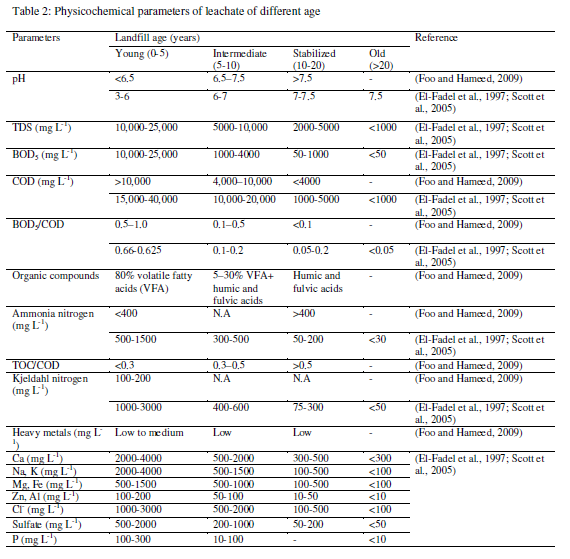 Table 2: Physicochemical parameters of leachate of different age
Parameters Landfill age (years) Reference
Young (0-5) Intermediate (5-10) Stabilized (10-20) Old (>20)
pH <6,5 6,5–7,5 >7,5 - (Foo and Hameed, 2009)
3-6 6-7 7-7,5 7,5 (El-Fadel et al., 1997; Scott et al., 2005)
TDS (mg L-1) 10,000-25,000 5000-10,000 2000-5000 <1000 (El-Fadel et al., 1997; Scott et al., 2005)
BOD5 (mg L-1) 10,000-25,000 1000-4000 50-1000 <50 (El-Fadel et al., 1997; Scott et al., 2005)
COD (mg L-1) >10,000 4,000–10,000 <4000 - (Foo and Hameed, 2009)
15,000-40,000 10,000-20,000 1000-5000 <1000 (El-Fadel et al., 1997; Scott et al., 2005)
BOD5/COD 0,5–1.0 0.1–0,5 <0.1 - (Foo and Hameed, 2009)
0.66-0.625 0.1-0.2 0.05-0.2 <0,05 (El-Fadel et al., 1997; Scott et al., 2005)
Organic compounds 80% volatile fatty acids (VFA) 5–30% VFA+ humic and fulvic acids Humic and fulvic acids - (Foo and Hameed, 2009)
Ammonia nitrogen (mg L-1) <400 N.A >400 - (Foo and Hameed, 2009)
500-1500 300-500 50-200 <30 (El-Fadel et al., 1997; Scott et al., 2005)
TOC/COD <0,3 0.3–0,5 >0,5 - (Foo and Hameed, 2009)
Kjeldahl nitrogen (mg L-1) 100-200 N.A N.A - (Foo and Hameed, 2009)
1000-3000 400-600 75-300 <50 (El-Fadel et al., 1997; Scott et al., 2005)
Heavy metals (mg L-1) Low to medium Low Low - (Foo and Hameed, 2009)
Ca (mg L-1) 2000-4000 500-2000 300-500 <300 (El-Fadel et al., 1997; Scott et al., 2005)
Na, K (mg L-1) 2000-4000 500-1500 100-500 <100
Mg, Fe (mg L-1) 500-1500 500-1000 100-500 <100
Zn, Al (mg L-1) 100-200 50-100 10-50 <10
Cl- (mg L-1) 1000-3000 500-2000 100-500 <100
Sulfate (mg L-1) 500-2000 200-1000 50-200 <50
P (mg L-1) 100-300 10-100 - <10